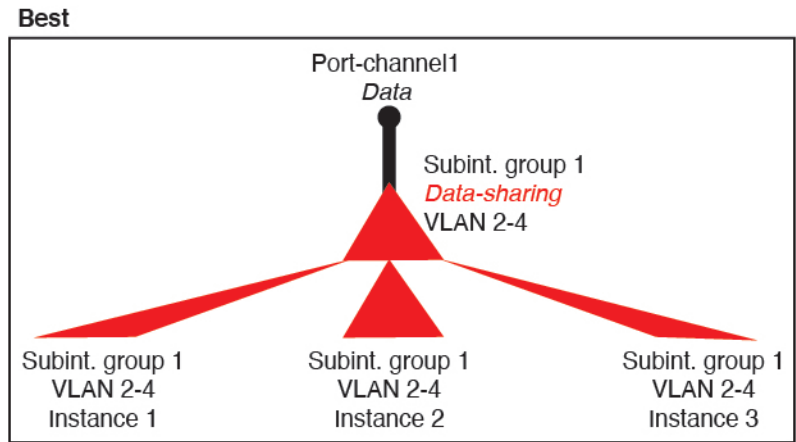 Best
Port-channel1
Data
Subint. group 1
Data-sharing
VLAN 2-4
Subint. group 1
VLAN 2-4
Instance 1
Subint. group 1
VLAN 2-4
Instance 2
Subint. group 1
VLAN 2-4
Instance 3